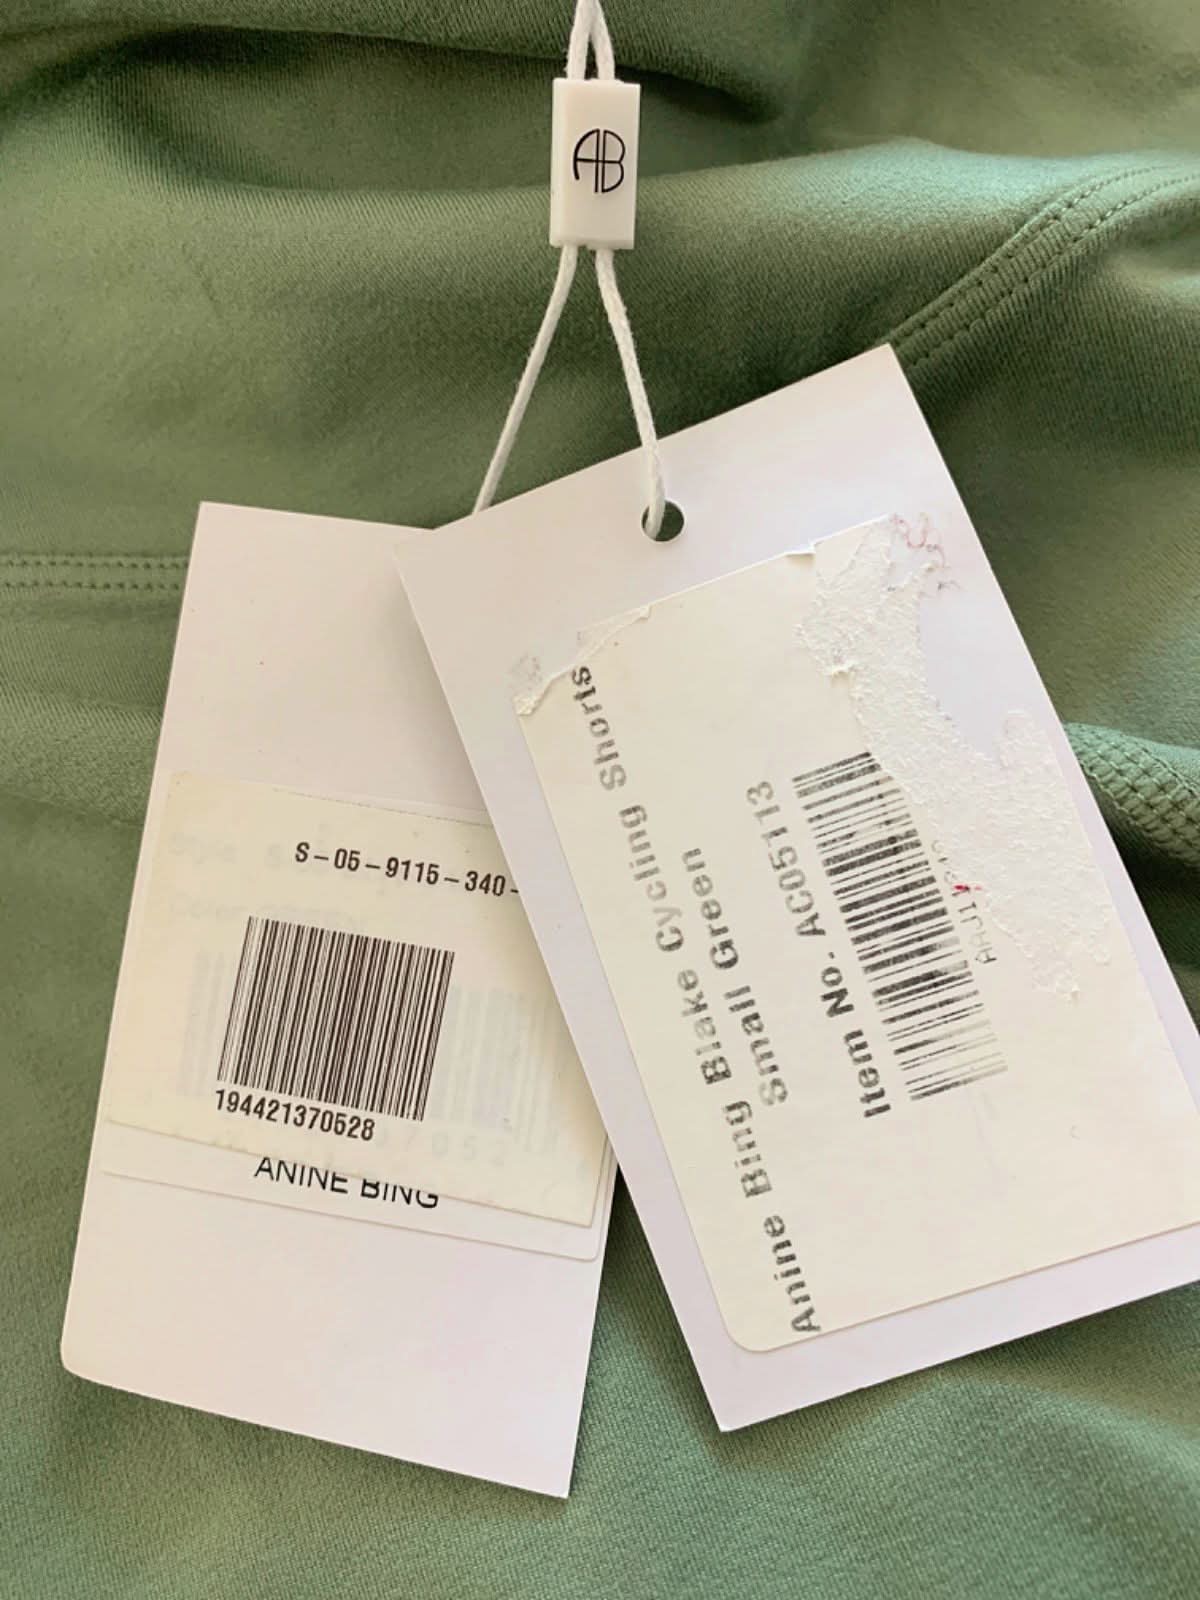 AB
S-05-9115-340-
194421370528
ANINE BING
Anine Bing Blake Cycling Shorts
Small Green
Item No. AC05113